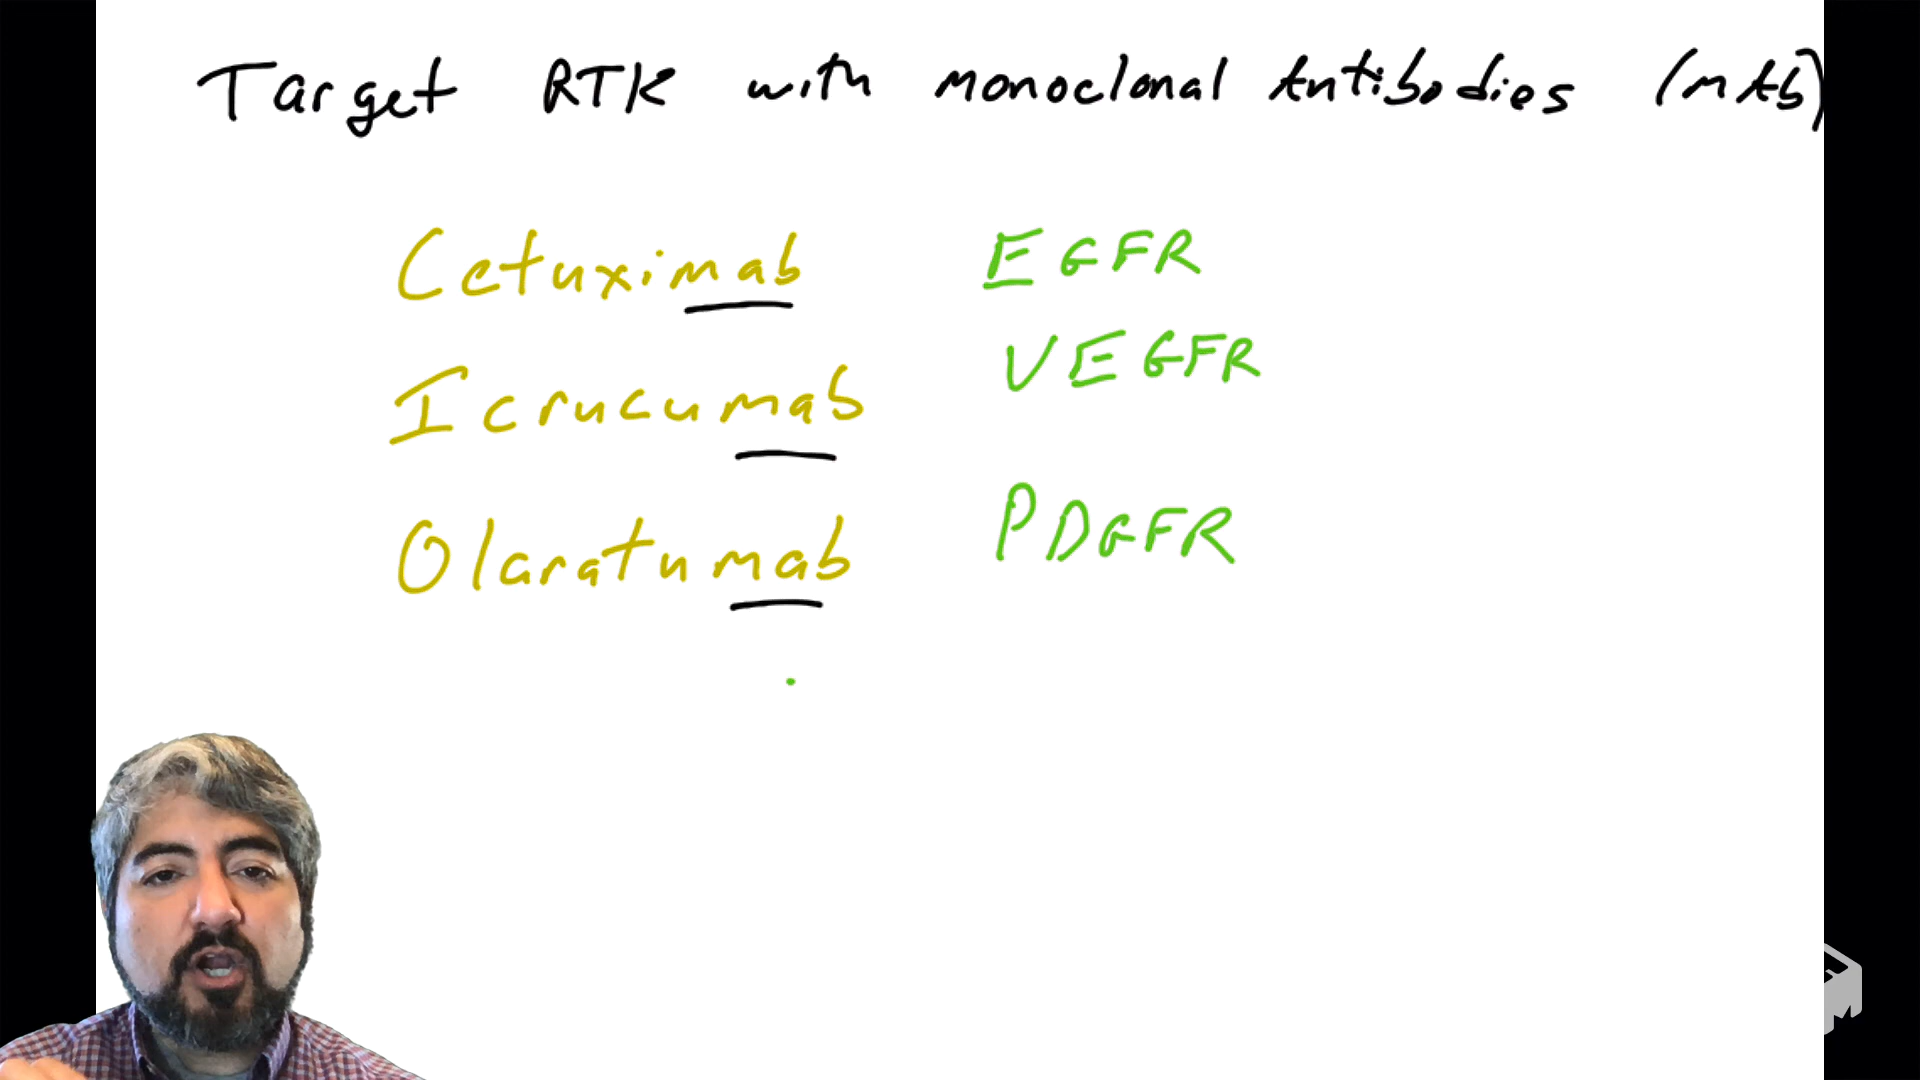 Target RTK with monoclonal Antibodies (mAb)
Cetuximab EGFR
Icrucumab VEGFR
Olaratumab PDGFR